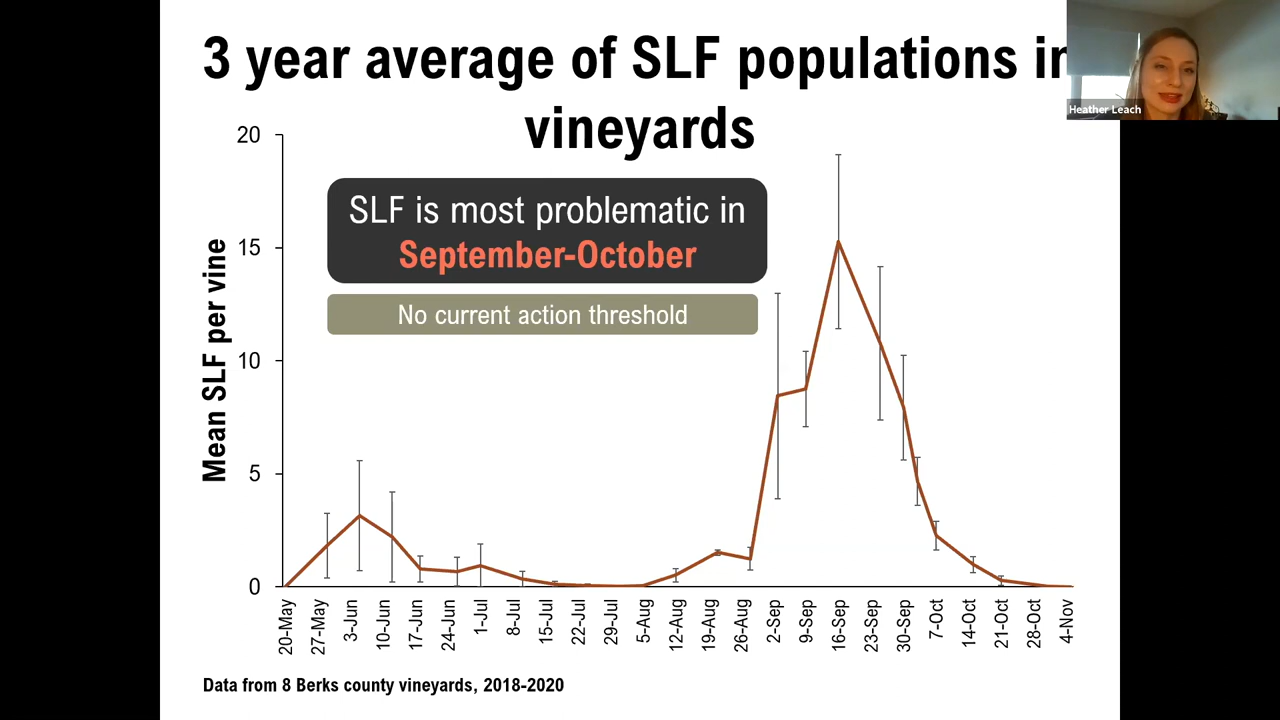 3 year average of SLF populations in
vineyards
Heather Leach
SLF is most problematic in
September-October
No current action threshold
Mean SLF per vine
20
15
10
5
0
20-May
27-May
3-Jun
10-Jun
17-Jun
24-Jun
1-Jul
8-Jul
15-Jul
22-Jul
29-Jul
5-Aug
12-Aug
19-Aug
26-Aug
2-Sep
9-Sep
16-Sep
23-Sep
30-Sep
7-Oct
14-Oct
21-Oct
28-Oct
4-Nov
Data from 8 Berks county vineyards, 2018-2020